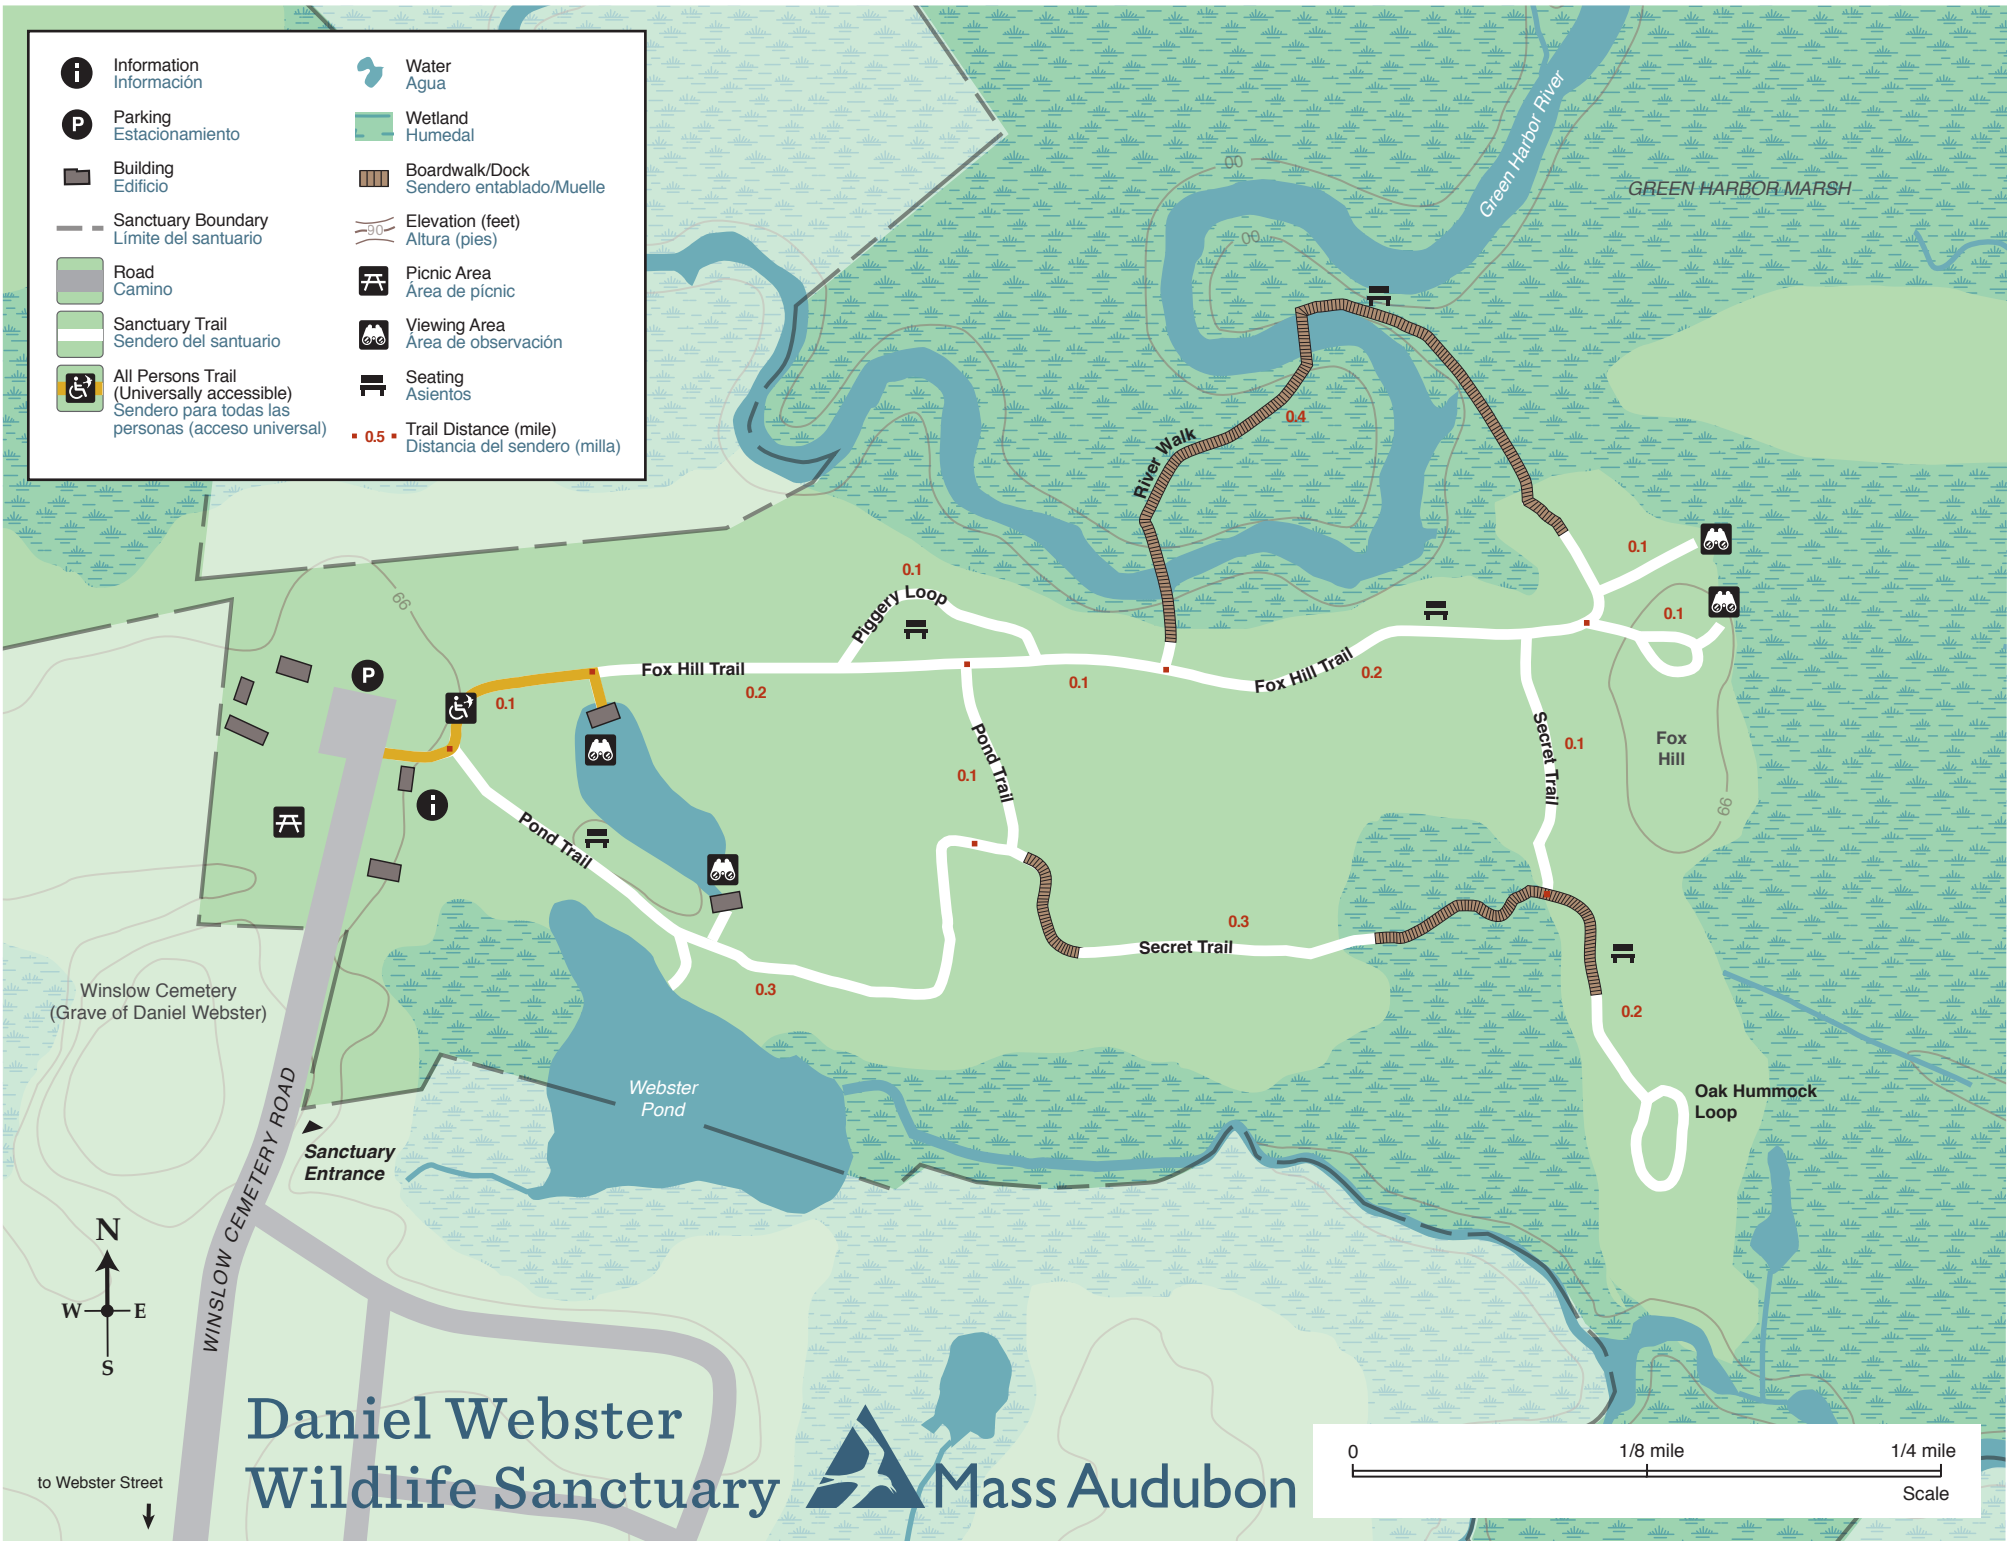 Information
Información
P
Parking
Estacionamiento
Building
Edificio
Sanctuary Boundary
Límite del santuario
Road
Camino
Sanctuary Trail
Sendero del santuario
All Persons Trail
(Universally accessible)
Sendero para todas las
personas (acceso universal)
Water
Agua
Wetland
Humedal
Boardwalk/Dock
Sendero entablado/Muelle
90
Elevation (feet)
Altura (pies)
Picnic Area
Área de pícnic
Viewing Area
Área de observación
Seating
Asientos
0.5
Trail Distance (mile)
Distancia del sendero (milla)
Green Harbor River
GREEN HARBOR MARSH
00
00
River Walk
0.4
0.1
0.1
0.1
Piggery Loop
66
P
0.1
Fox Hill Trail
0.2
0.1
Fox Hill Trail
0.2
Pond Trail
0.1
Secret Trail
0.1
Fox
Hill
66
i
Pond Trail
0.3
Secret Trail
0.3
0.2
Oak Hummock
Loop
Winslow Cemetery
(Grave of Daniel Webster)
Webster
Pond
Sanctuary
Entrance
WINSLOW CEMETERY ROAD
N
W
E
S
to Webster Street
Daniel Webster
Wildlife Sanctuary
Mass Audubon
0
1/8 mile
1/4 mile
Scale